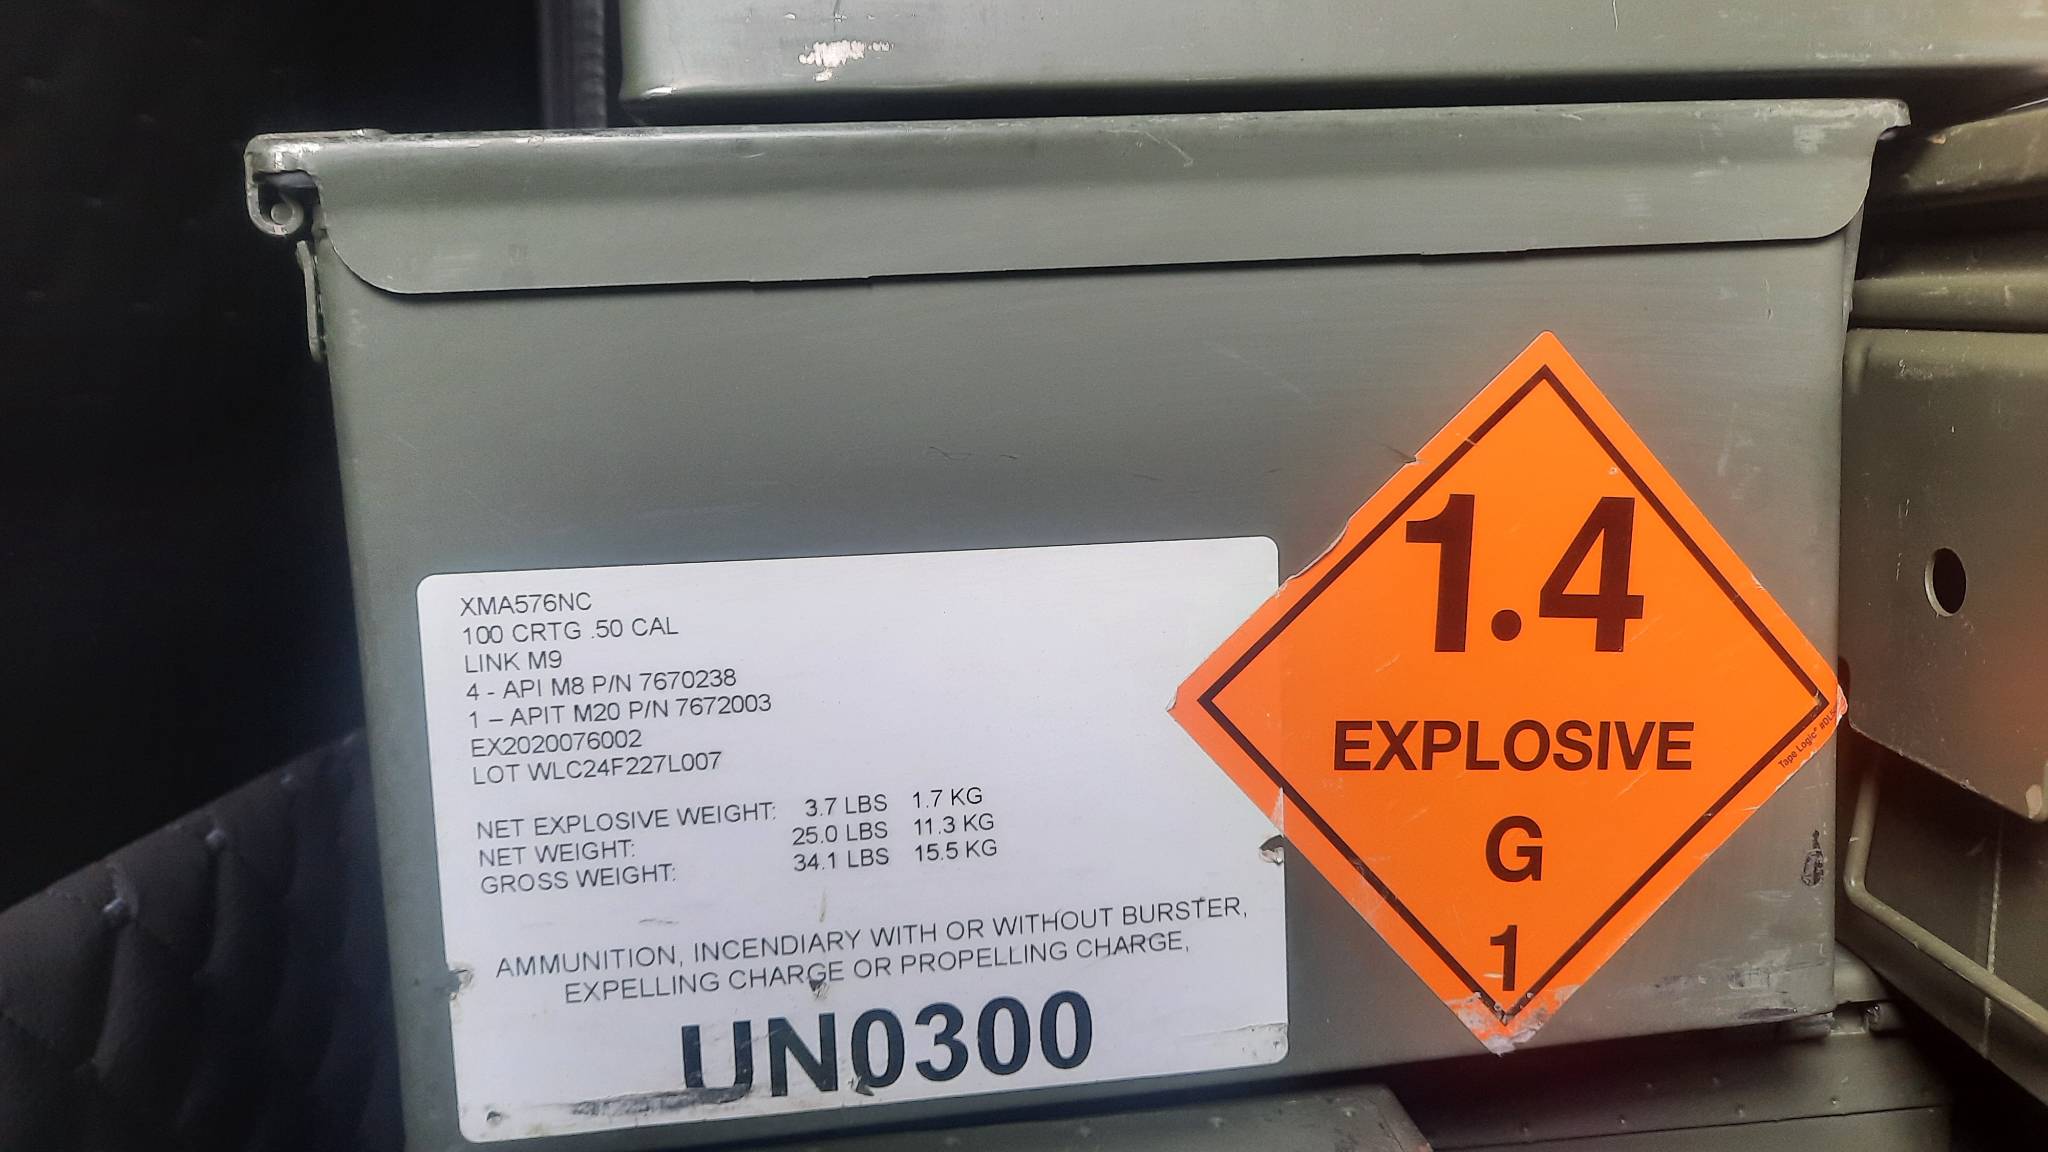 XMA576NC
100 CRTG .50 CAL
LINK M9
4 - API M8 P/N 7670238
1 – APIT M20 P/N 7672003
EX2020076002
LOT WLC24F227L007
NET EXPLOSIVE WEIGHT: 3.7 LBS 1.7 KG
NET WEIGHT: 25.0 LBS 11.3 KG
GROSS WEIGHT: 34.1 LBS 15.5 KG
AMMUNITION, INCENDIARY WITH OR WITHOUT BURSTER,
EXPELLING CHARGE OR PROPELLING CHARGE,
UN0300
1.4
EXPLOSIVE
G
1
Tape Logic®